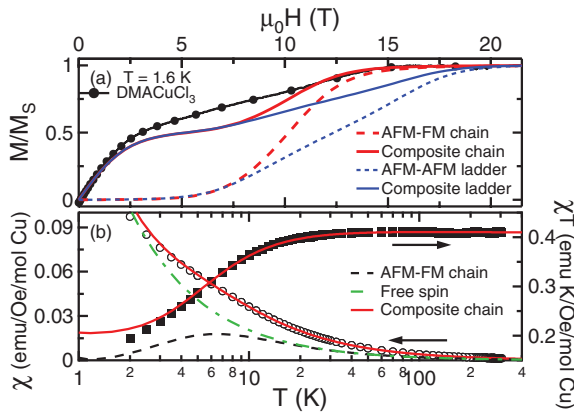 μ₀H (T)
0 5 10 15 20
(a) T = 1.6 K
DMACuCl₃
M/Mₛ
1
0.5
0
AFM-FM chain
Composite chain
AFM-AFM ladder
Composite ladder
(b)
χ (emu/Oe/mol Cu)
0.09
0.06
0.03
0
AFM-FM chain
Free spin
Composite chain
χT (emu K/Oe/mol Cu)
0.4
0.3
0.2
1 2 4 6 8 10 2 4 6 8 100 2 4
T (K)